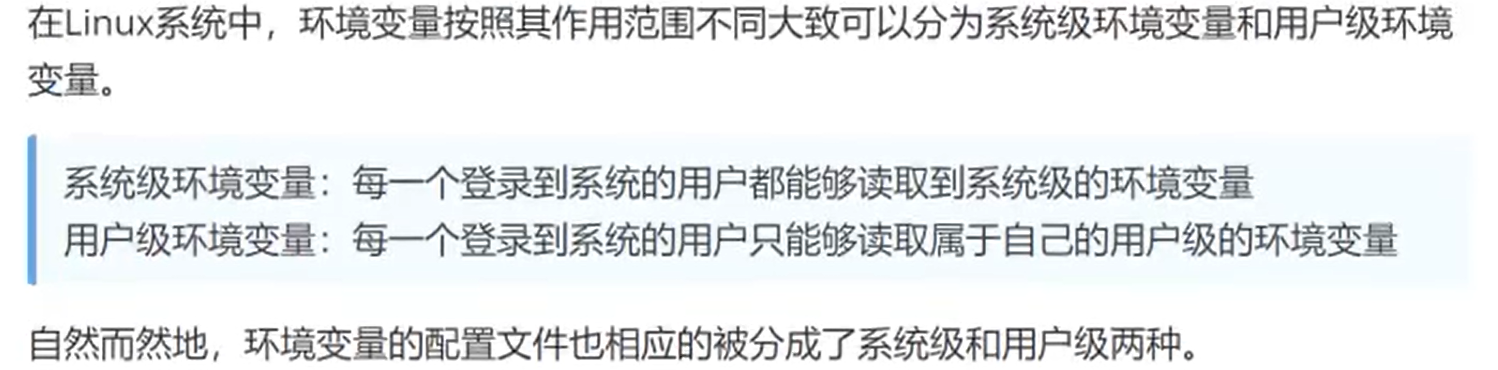 在Linux系统中，环境变量按照其作用范围不同大致可以分为系统级环境变量和用户级环境
变量。
系统级环境变量：每一个登录到系统的用户都能够读取到系统级的环境变量
用户级环境变量：每一个登录到系统的用户只能够读取属于自己的用户级的环境变量
自然而然地，环境变量的配置文件也相应的被分成了系统级和用户级两种。